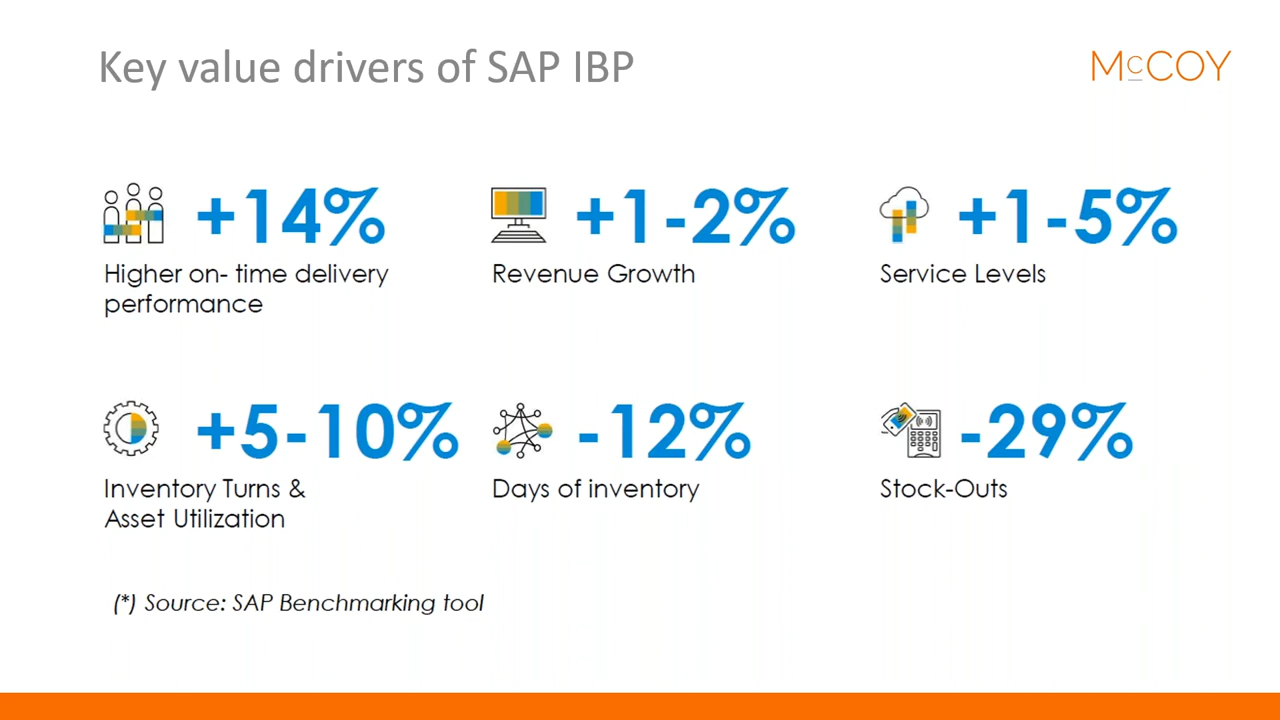 Key value drivers of SAP IBP
McCOY
+14%
Higher on- time delivery
performance
+1-2%
Revenue Growth
+1-5%
Service Levels
+5-10%
Inventory Turns &
Asset Utilization
-12%
Days of inventory
-29%
Stock-Outs
(*) Source: SAP Benchmarking tool